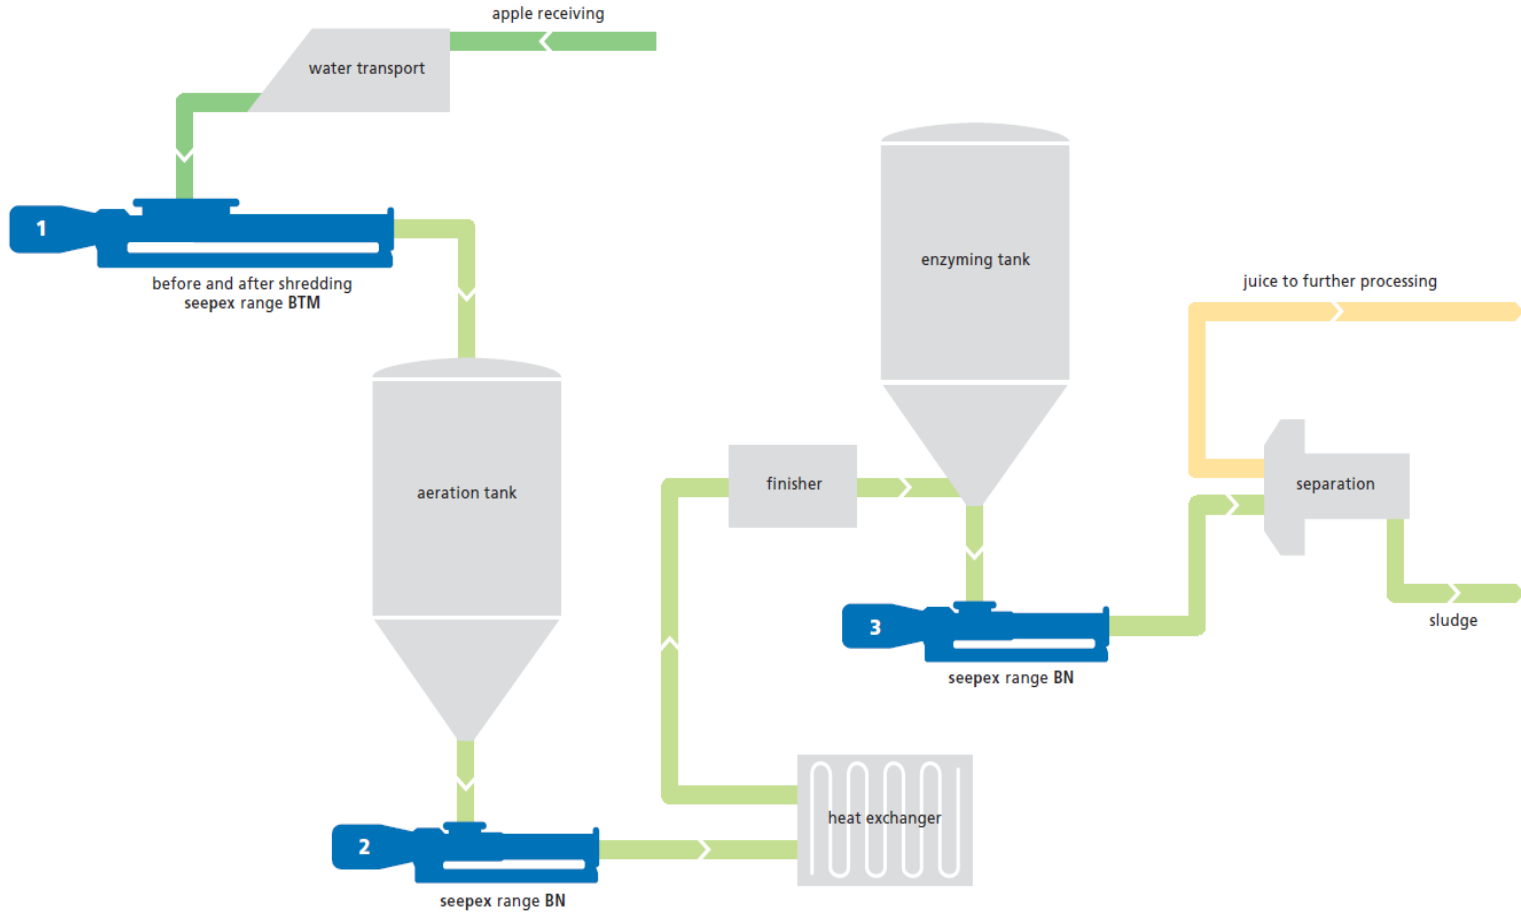 apple receiving
water transport
1
before and after shredding
seepex range BTM
aeration tank
2
seepex range BN
heat exchanger
finisher
enzyming tank
3
seepex range BN
separation
juice to further processing
sludge